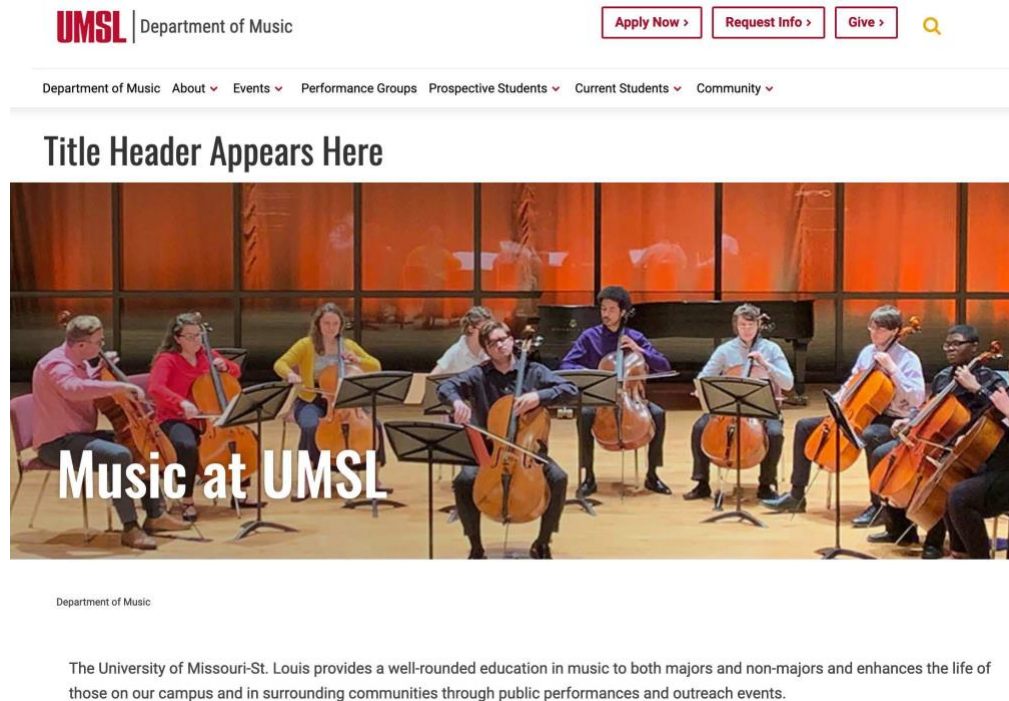 UMSL Department of Music
Apply Now >
Request Info >
Give >
Department of Music About Events Performance Groups Prospective Students Current Students Community
Title Header Appears Here
Music at UMSL
Department of Music
The University of Missouri-St. Louis provides a well-rounded education in music to both majors and non-majors and enhances the life of
those on our campus and in surrounding communities through public performances and outreach events.